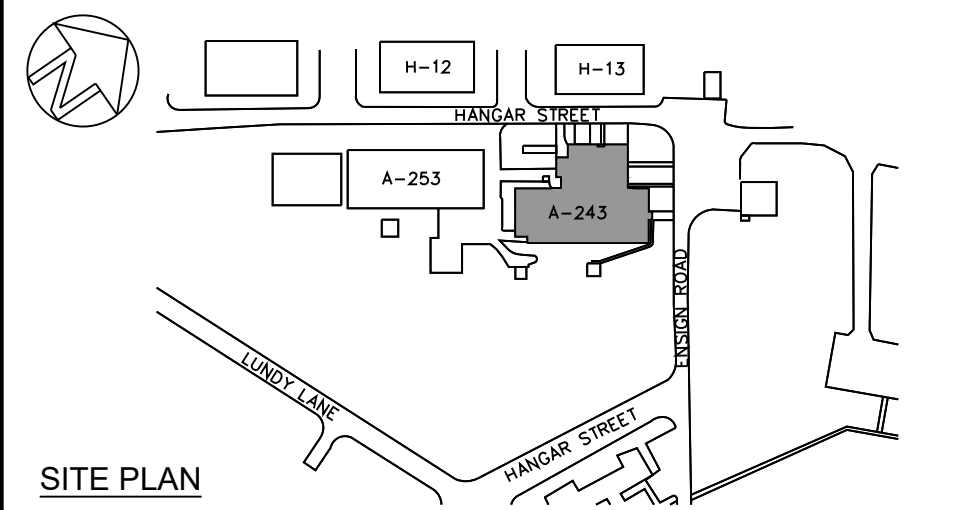 N
H-12
H-13
HANGAR STREET
A-253
A-243
ENSIGN ROAD
LUNDY LANE
HANGAR STREET
SITE PLAN